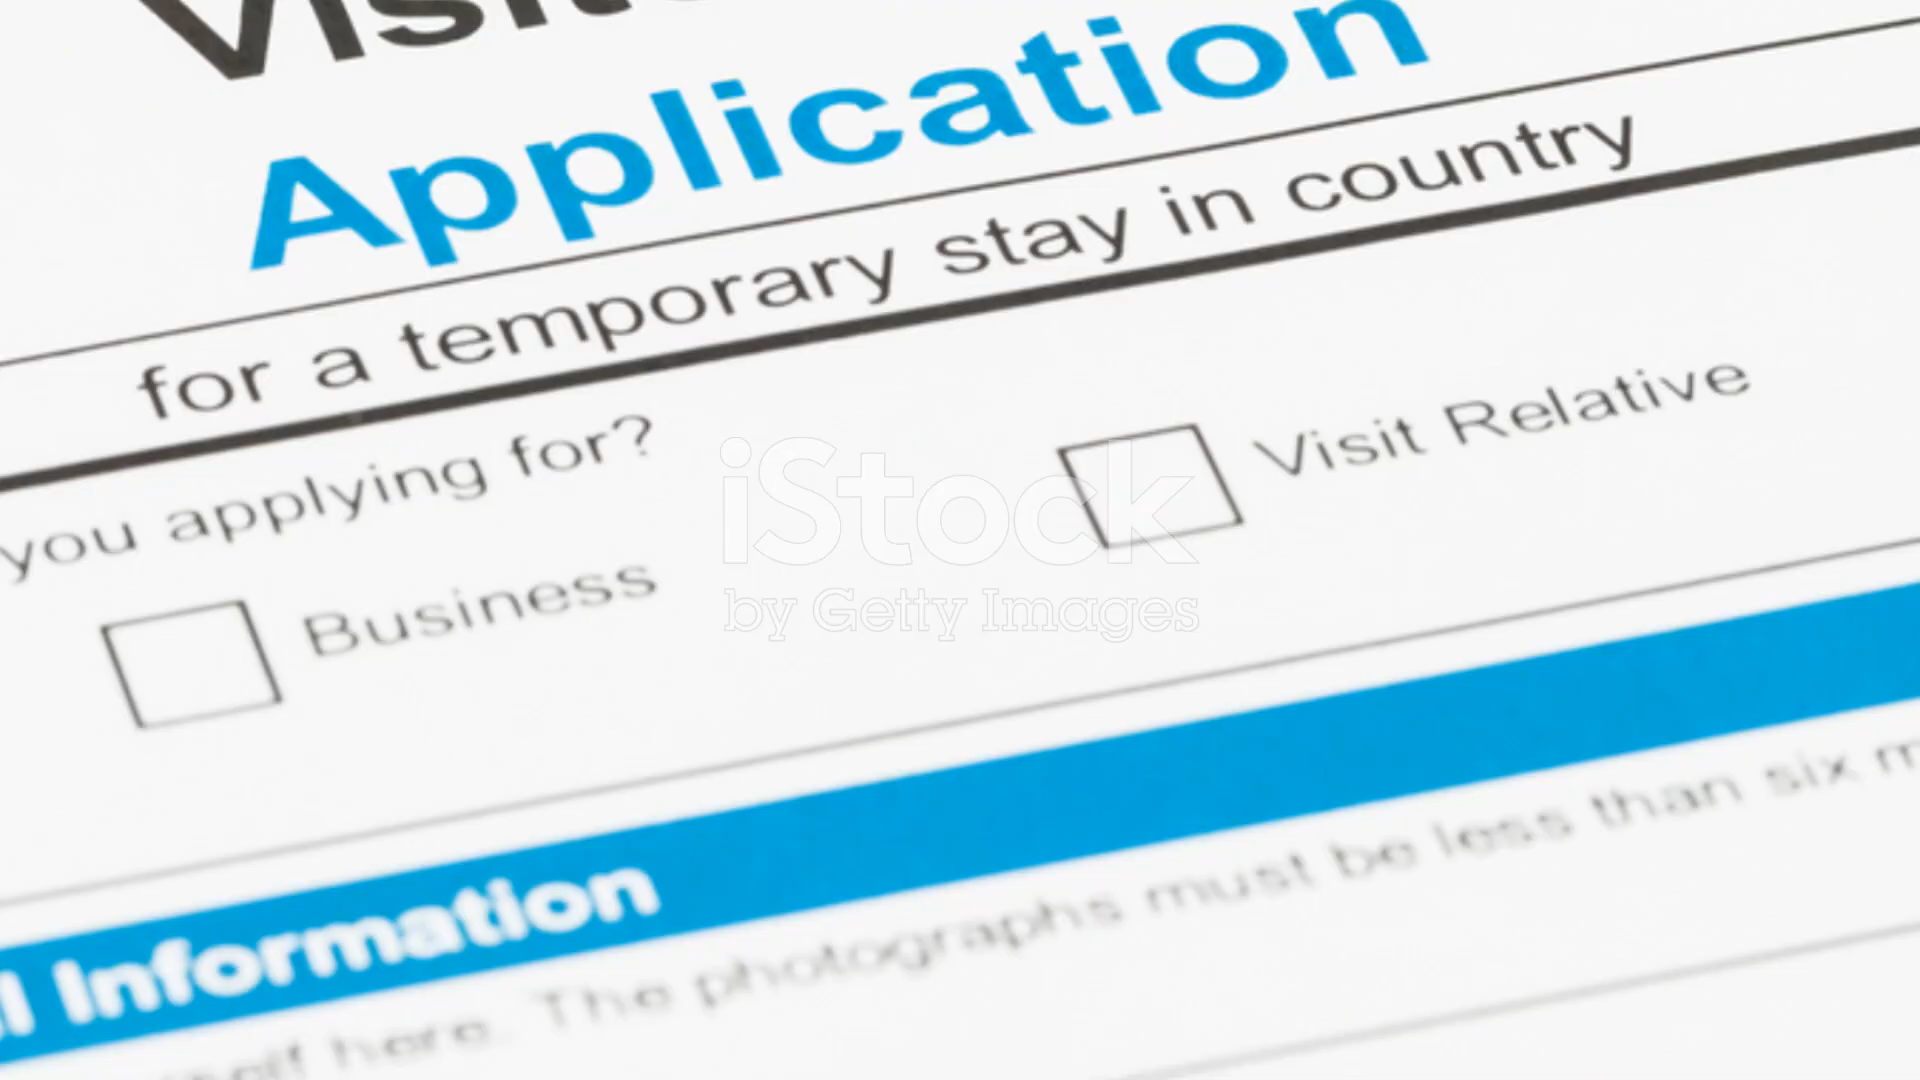 Application
for a temporary stay in country
you applying for?
Business
Visit Relative
Information
here. The photographs must be less than six
iStock
by Getty Images